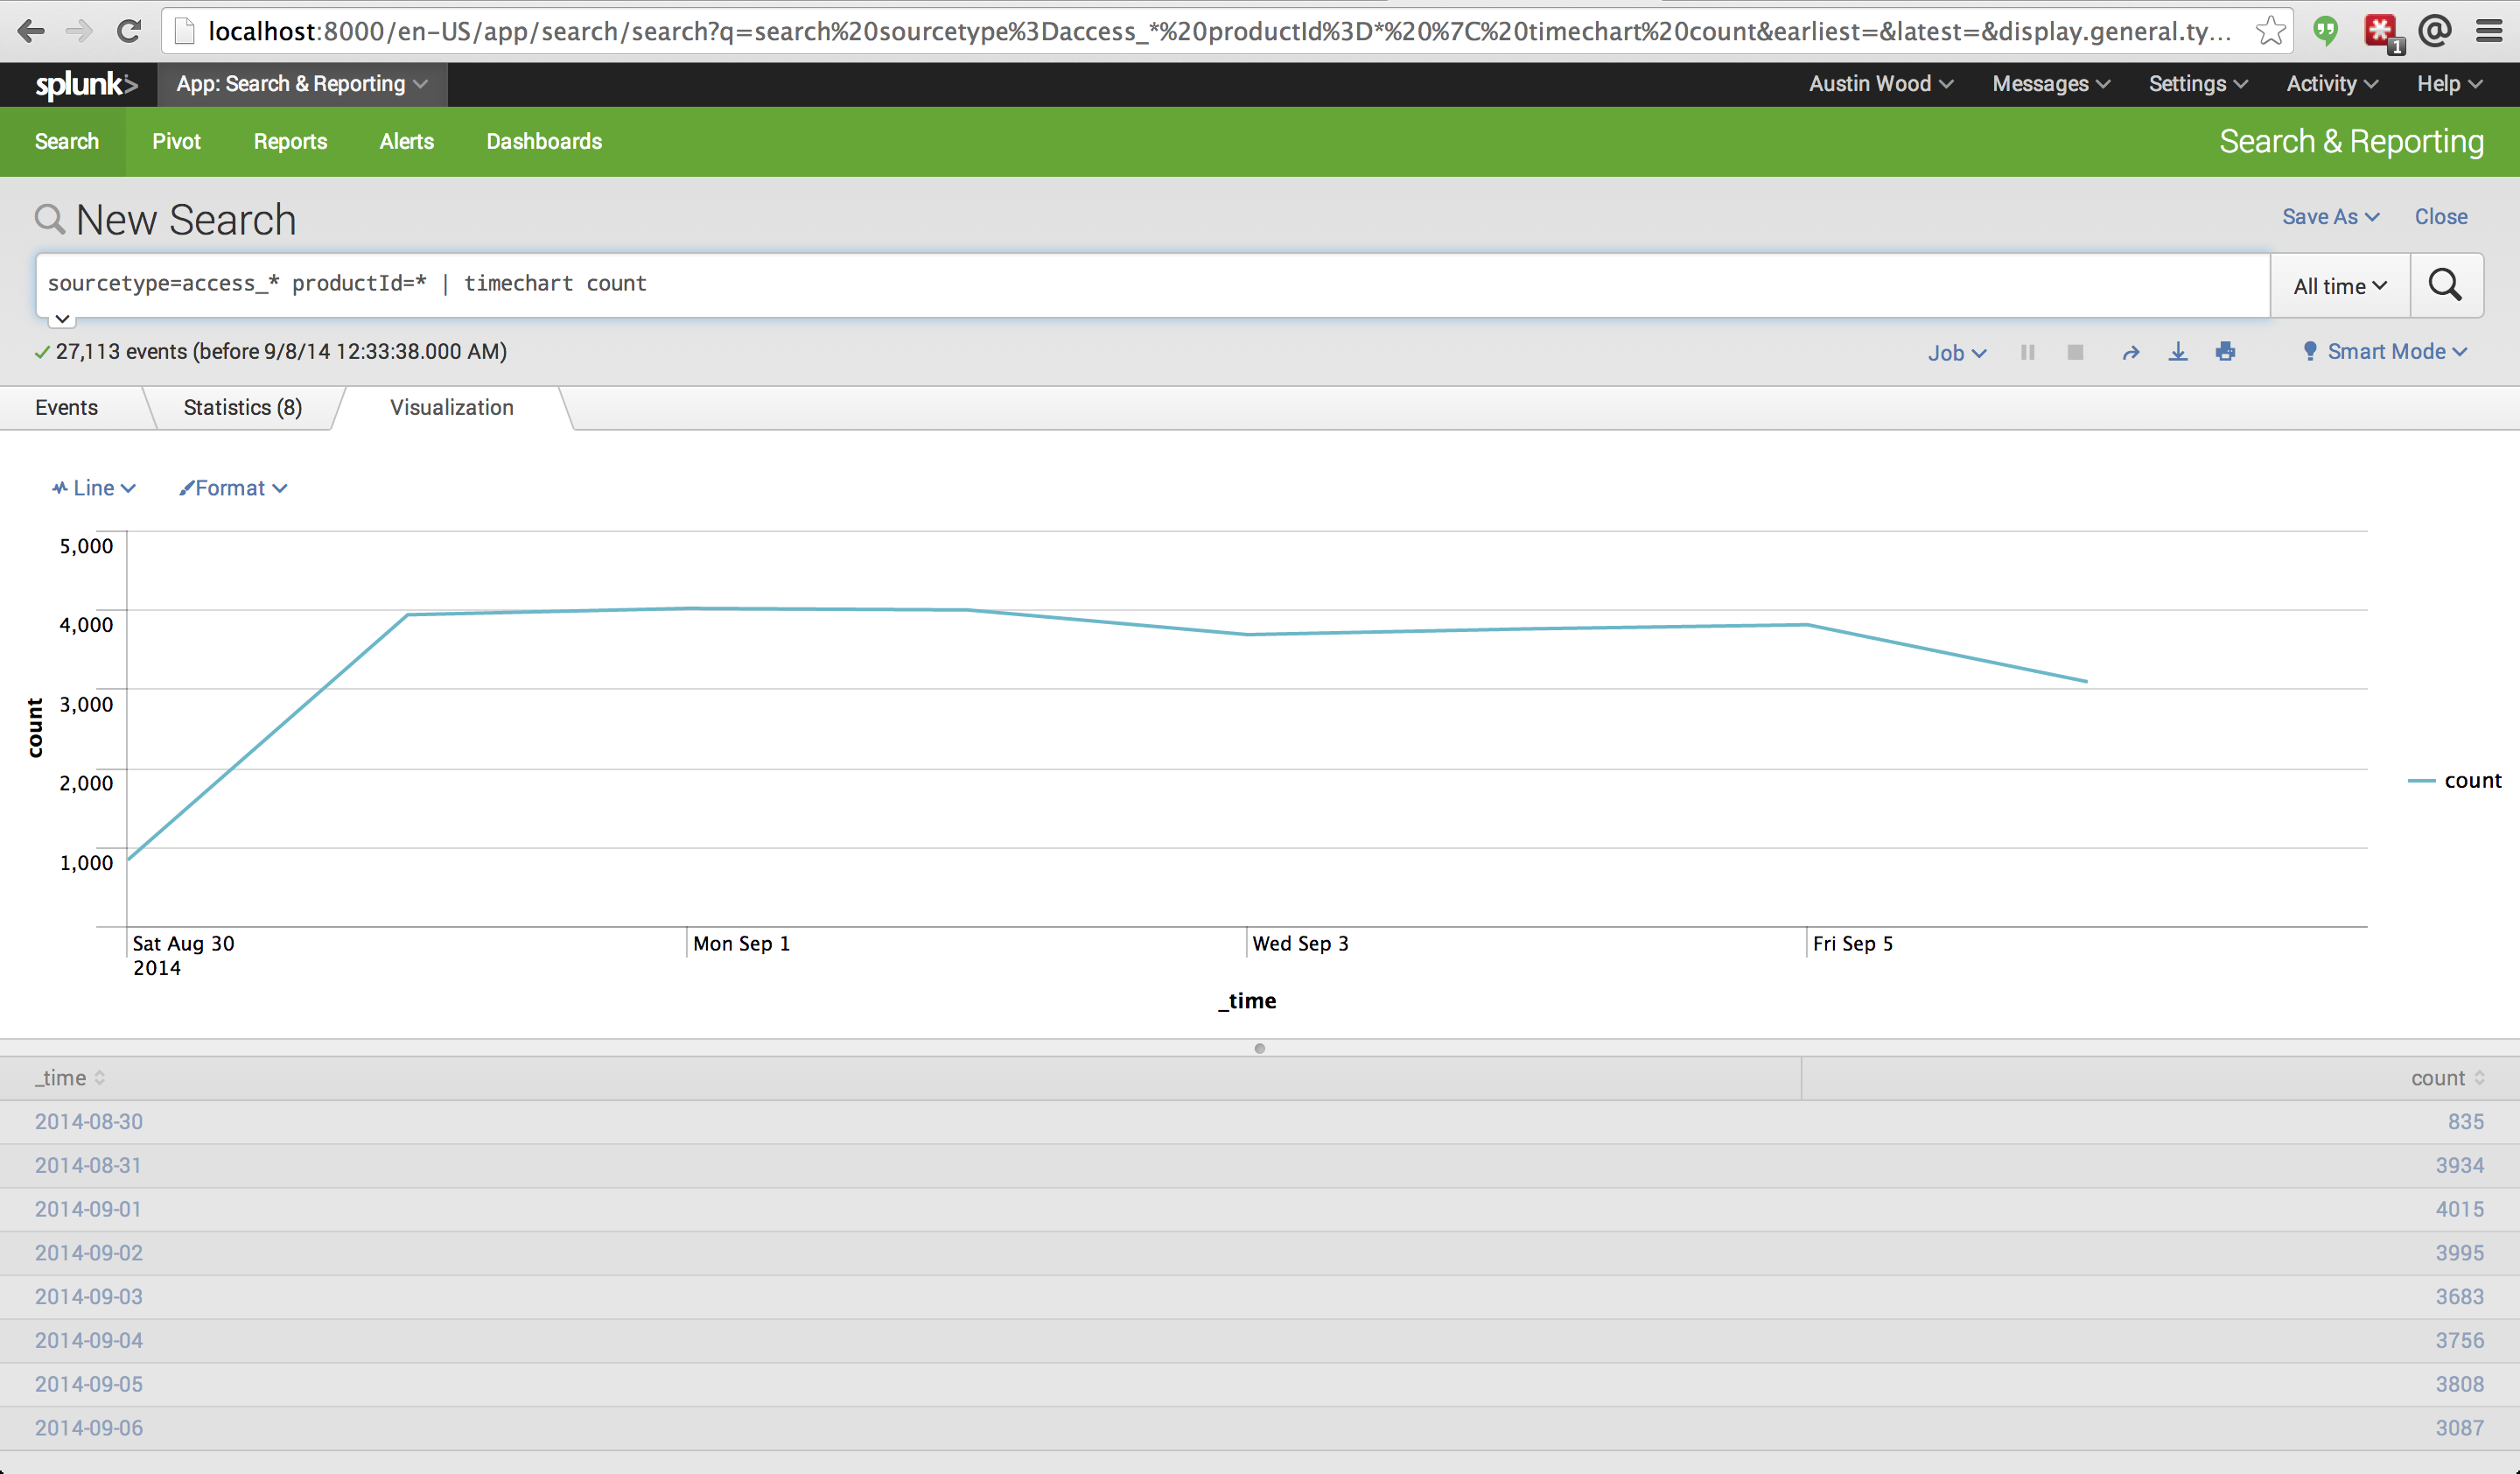 localhost:8000/en-US/app/search/search?q=search%20sourcetype%3Daccess_*%20productId%3D*%20%7C%20timechart%20count&earliest=&latest=&display.general.ty...
1
splunk> App: Search & Reporting Austin Wood Messages Settings Activity Help
Search Pivot Reports Alerts Dashboards Search & Reporting
New Search Save As Close
sourcetype=access_* productId=* | timechart count All time
27,113 events (before 9/8/14 12:33:38.000 AM) Job Smart Mode
Events Statistics (8) Visualization
Line Format
5,000
4,000
3,000
2,000
1,000
count
count
Sat Aug 30 Mon Sep 1 Wed Sep 3 Fri Sep 5
2014
_time
_time count
2014-08-30 835
2014-08-31 3934
2014-09-01 4015
2014-09-02 3995
2014-09-03 3683
2014-09-04 3756
2014-09-05 3808
2014-09-06 3087